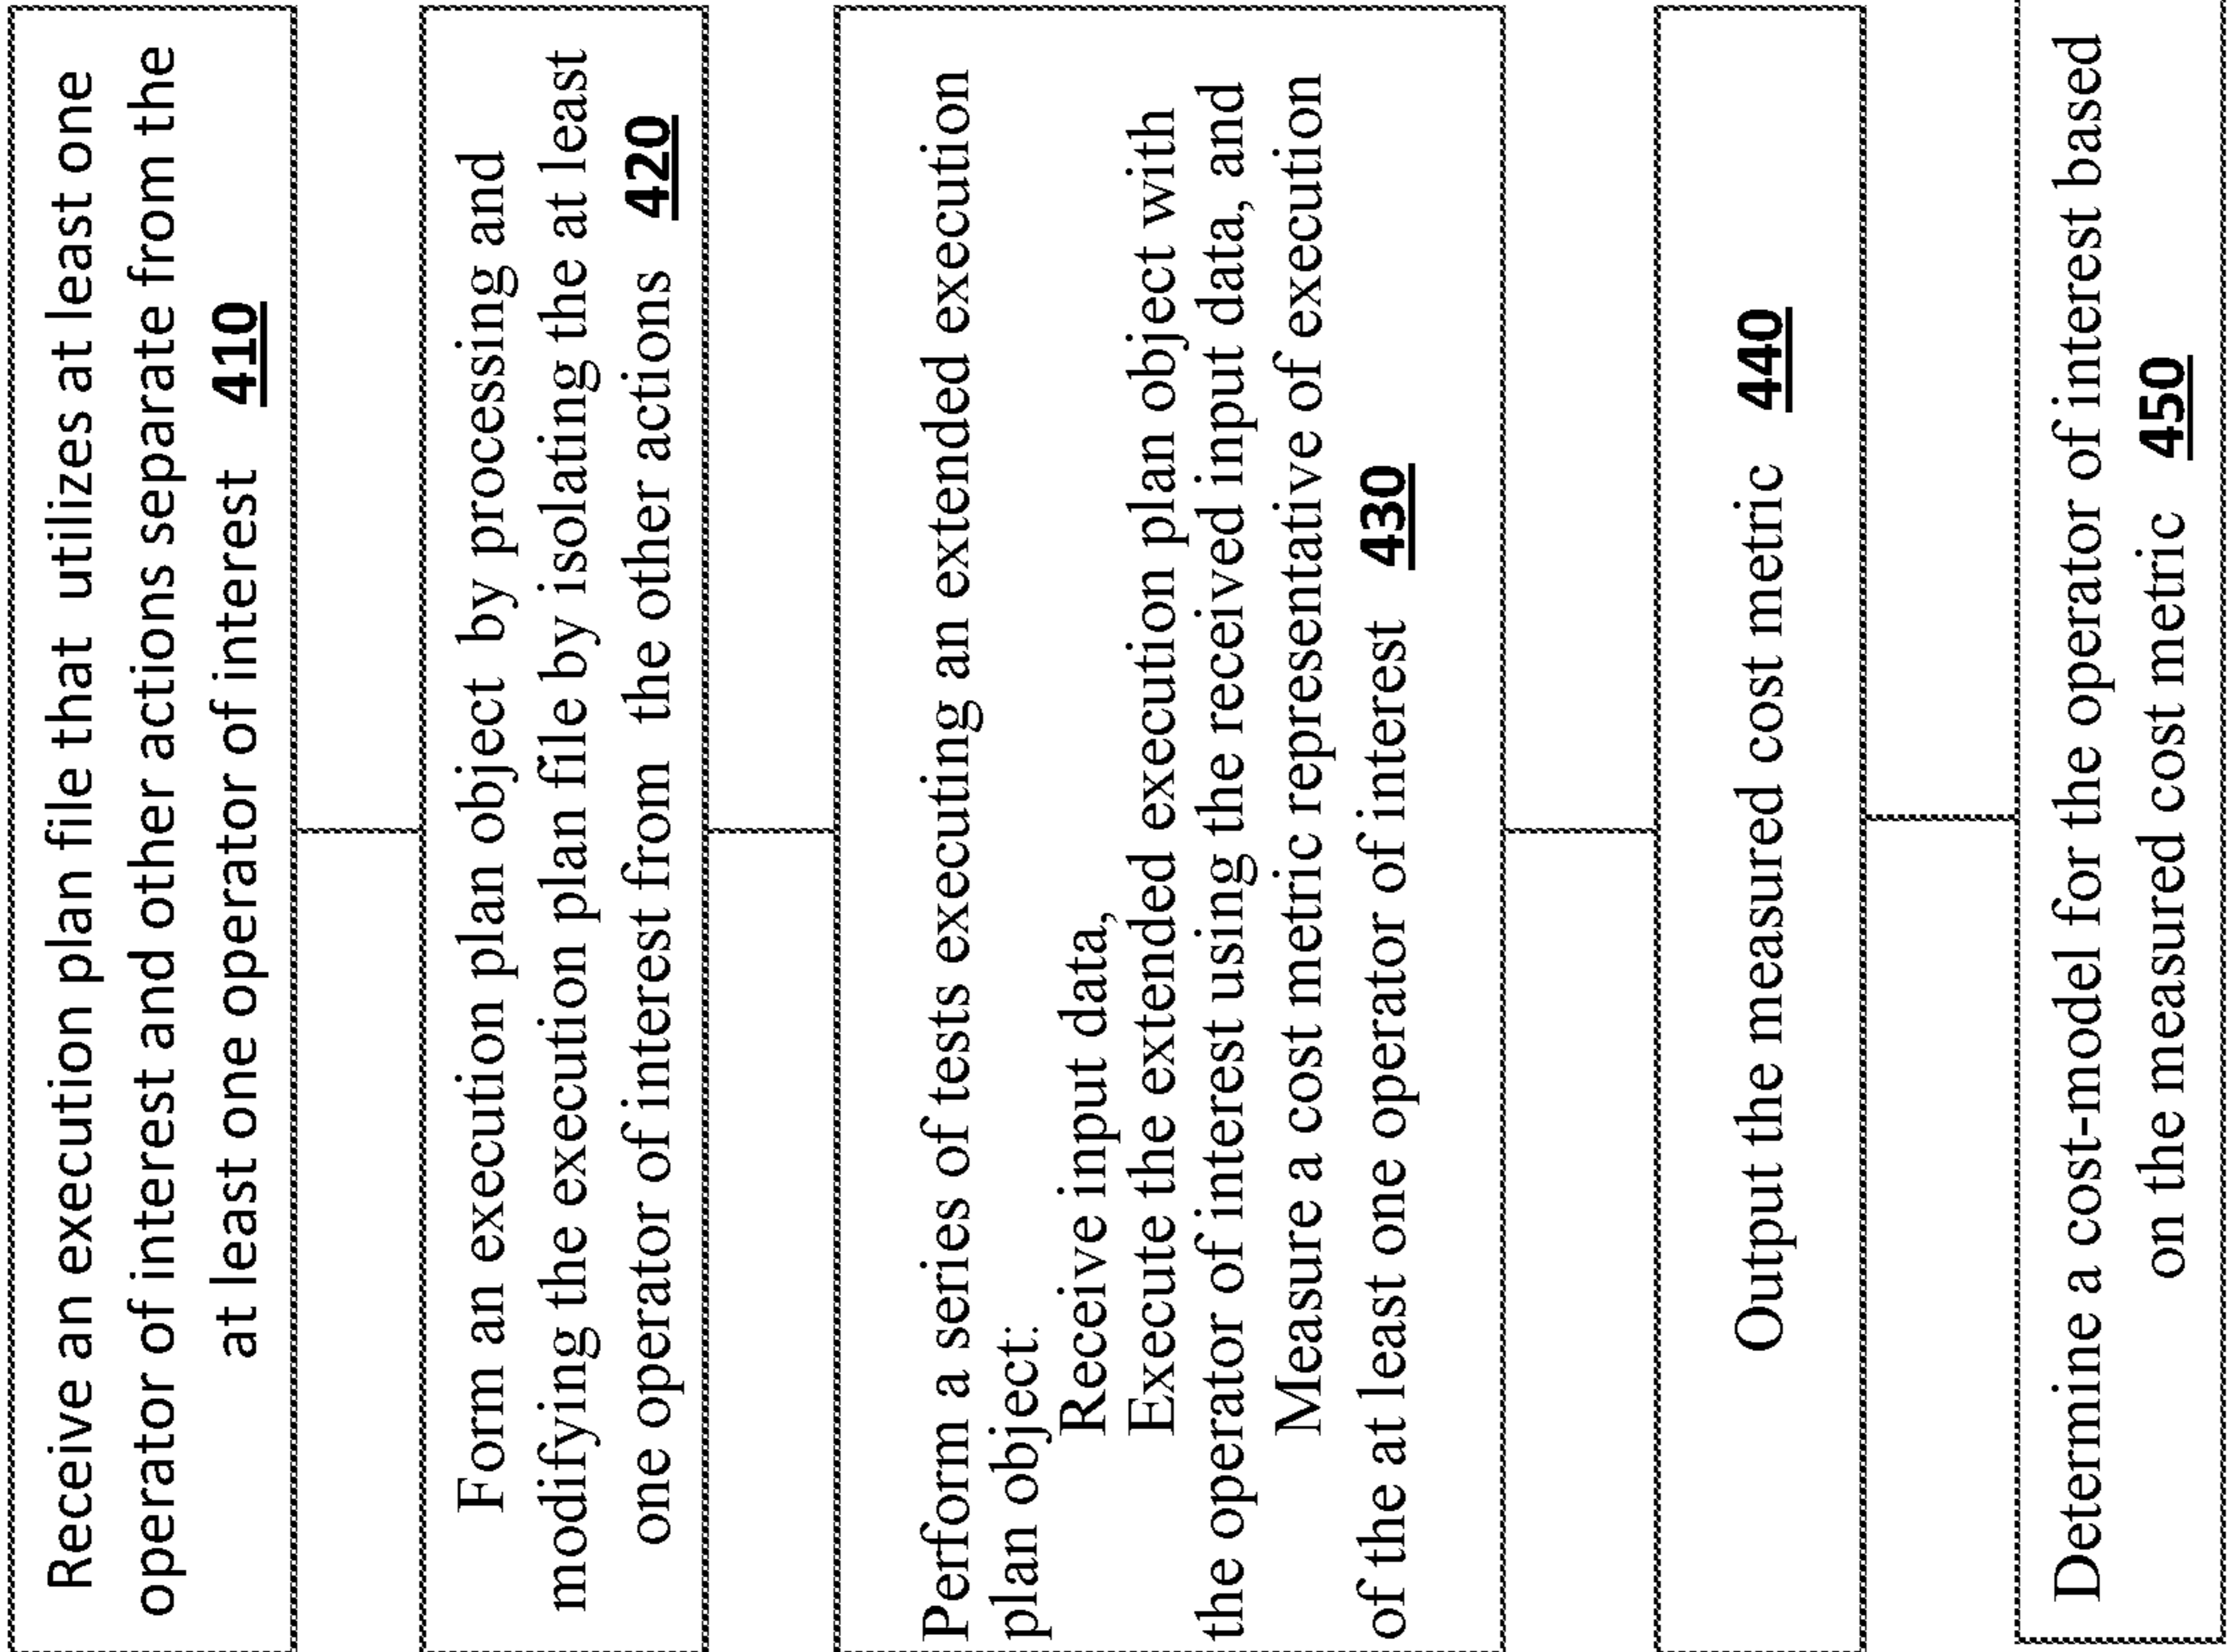 Receive an execution plan file that utilizes at least one
operator of interest and other actions separate from the
at least one operator of interest 410
Form an execution plan object by processing and
modifying the execution plan file by isolating the at least
one operator of interest from the other actions 420
Perform a series of tests executing an extended execution
plan object:
Receive input data,
Execute the extended execution plan object with
the operator of interest using the received input data, and
Measure a cost metric representative of execution
of the at least one operator of interest 430
Output the measured cost metric 440
Determine a cost-model for the operator of interest based
on the measured cost metric 450